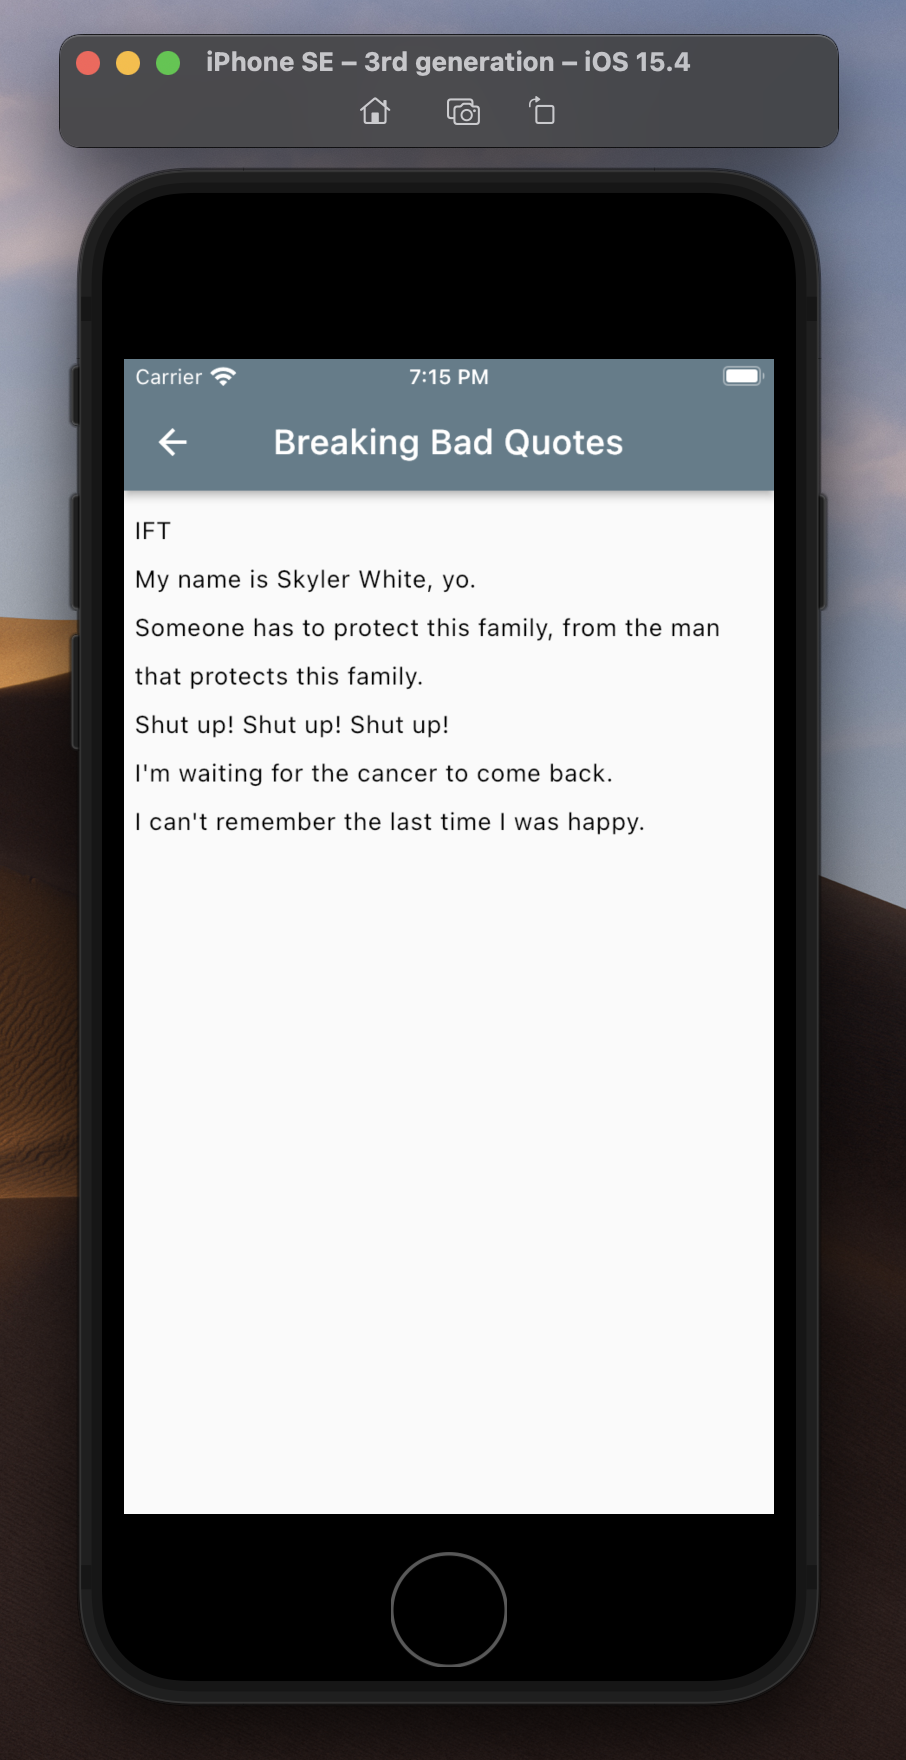 iPhone SE – 3rd generation – iOS 15.4
Carrier 7:15 PM
Breaking Bad Quotes
IFT
My name is Skyler White, yo.
Someone has to protect this family, from the man
that protects this family.
Shut up! Shut up! Shut up!
I'm waiting for the cancer to come back.
I can't remember the last time I was happy.